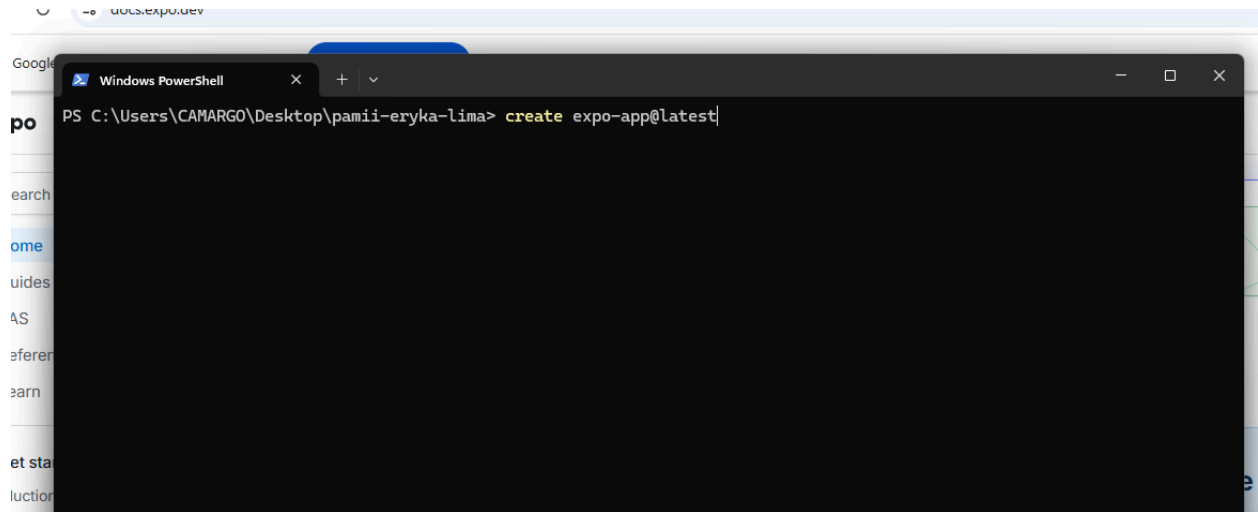 docs.expo.dev
Google
Windows PowerShell
PS C:\Users\CAMARGO\Desktop\pamii-eryka-lima> create expo-app@latest
po
earch
ome
uides
AS
eferen
earn
et sta
duction
e